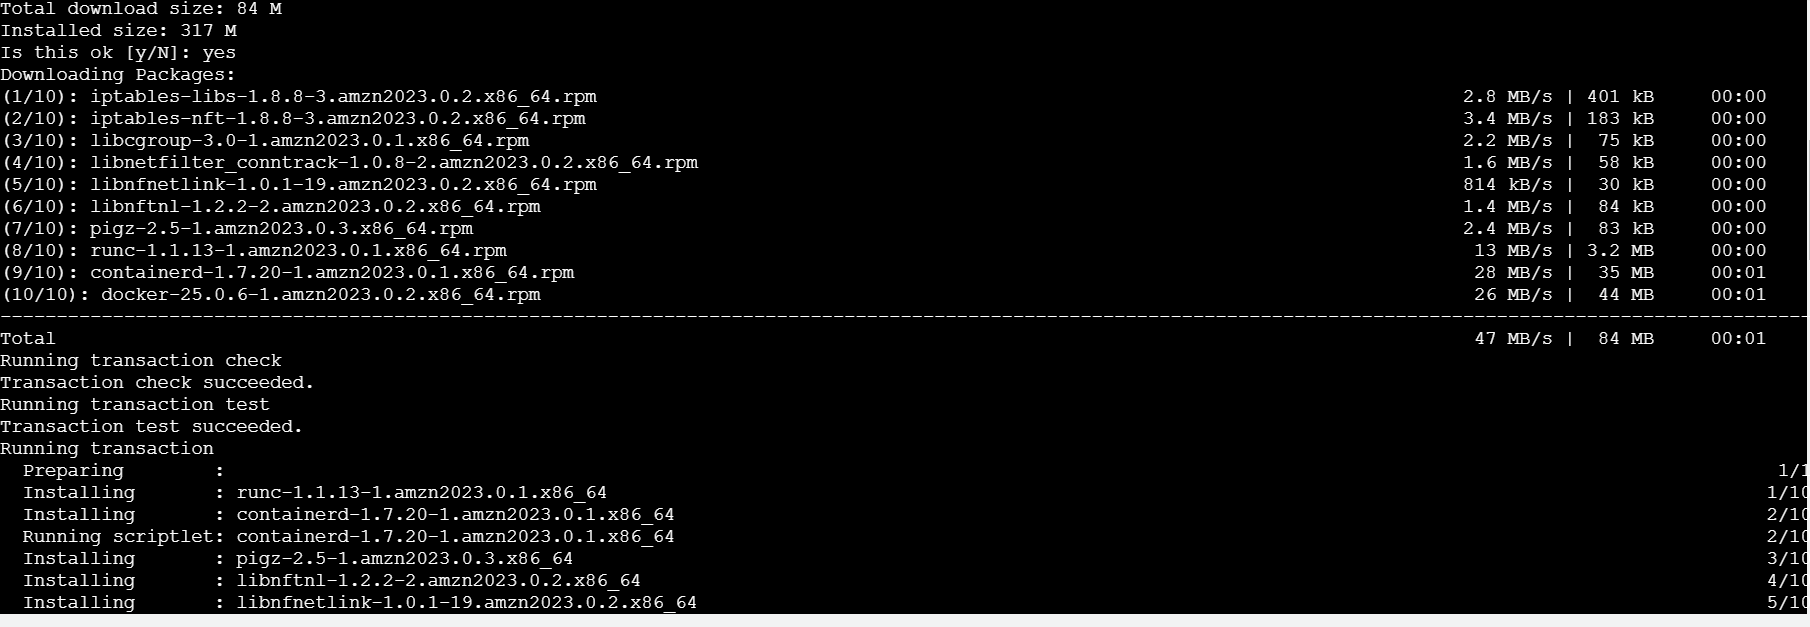 Total download size: 84 M
Installed size: 317 M
Is this ok [y/N]: yes
Downloading Packages:
(1/10): iptables-libs-1.8.8-3.amzn2023.0.2.x86_64.rpm 2.8 MB/s | 401 kB 00:00
(2/10): iptables-nft-1.8.8-3.amzn2023.0.2.x86_64.rpm 3.4 MB/s | 183 kB 00:00
(3/10): libcgroup-3.0-1.amzn2023.0.1.x86_64.rpm 2.2 MB/s | 75 kB 00:00
(4/10): libnetfilter_conntrack-1.0.8-2.amzn2023.0.2.x86_64.rpm 1.6 MB/s | 58 kB 00:00
(5/10): libnfnetlink-1.0.1-19.amzn2023.0.2.x86_64.rpm 814 kB/s | 30 kB 00:00
(6/10): libnftnl-1.2.2-2.amzn2023.0.2.x86_64.rpm 1.4 MB/s | 84 kB 00:00
(7/10): pigz-2.5-1.amzn2023.0.3.x86_64.rpm 2.4 MB/s | 83 kB 00:00
(8/10): runc-1.1.13-1.amzn2023.0.1.x86_64.rpm 13 MB/s | 3.2 MB 00:00
(9/10): containerd-1.7.20-1.amzn2023.0.1.x86_64.rpm 28 MB/s | 35 MB 00:01
(10/10): docker-25.0.6-1.amzn2023.0.2.x86_64.rpm 26 MB/s | 44 MB 00:01
Total 47 MB/s | 84 MB 00:01
Running transaction check
Transaction check succeeded.
Running transaction test
Transaction test succeeded.
Running transaction
Preparing : 1/1
Installing : runc-1.1.13-1.amzn2023.0.1.x86_64 1/10
Installing : containerd-1.7.20-1.amzn2023.0.1.x86_64 2/10
Running scriptlet: containerd-1.7.20-1.amzn2023.0.1.x86_64 2/10
Installing : pigz-2.5-1.amzn2023.0.3.x86_64 3/10
Installing : libnftnl-1.2.2-2.amzn2023.0.2.x86_64 4/10
Installing : libnfnetlink-1.0.1-19.amzn2023.0.2.x86_64 5/10